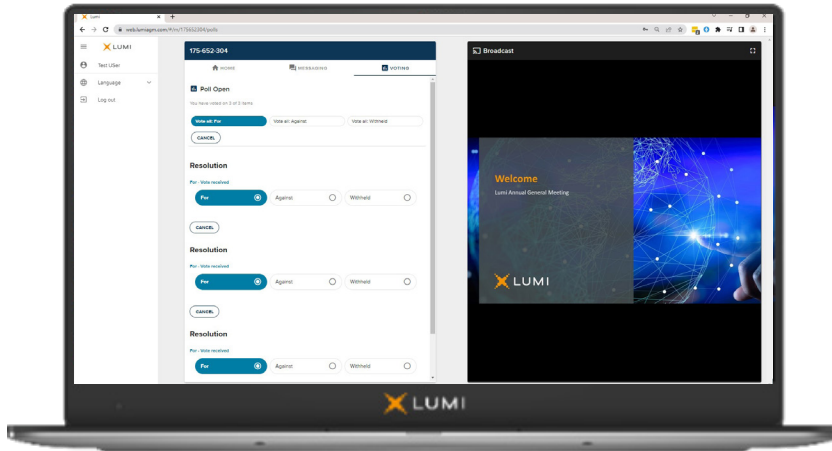 Lumi
+
web.lumiagm.com/#/m/175652304/polls
LUMI
Test USer
Language
Log out
175-652-304
HOME
MESSAGING
VOTING
Poll Open
You have voted on 3 of 3 items
Vote all: For
Vote all: Against
Vote all: Withheld
CANCEL
Resolution
For - Vote received
For
Against
Withheld
CANCEL
Resolution
For - Vote received
For
Against
Withheld
CANCEL
Resolution
For - Vote received
For
Against
Withheld
Broadcast
Welcome
Lumi Annual General Meeting
LUMI
LUMI